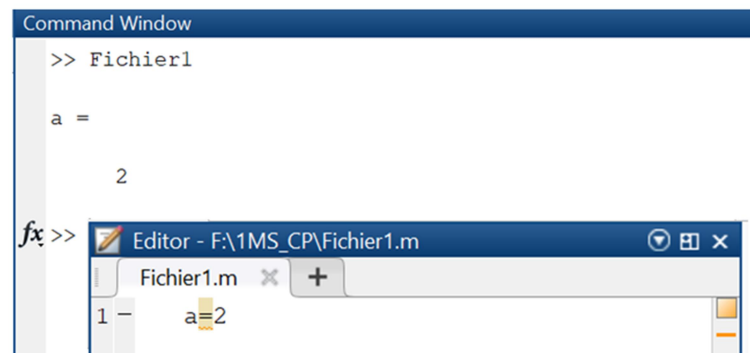 Command Window
>> Fichier1
a =
2
fx >>
Editor - F:\1MS_CP\Fichier1.m
Fichier1.m
1 - a=2